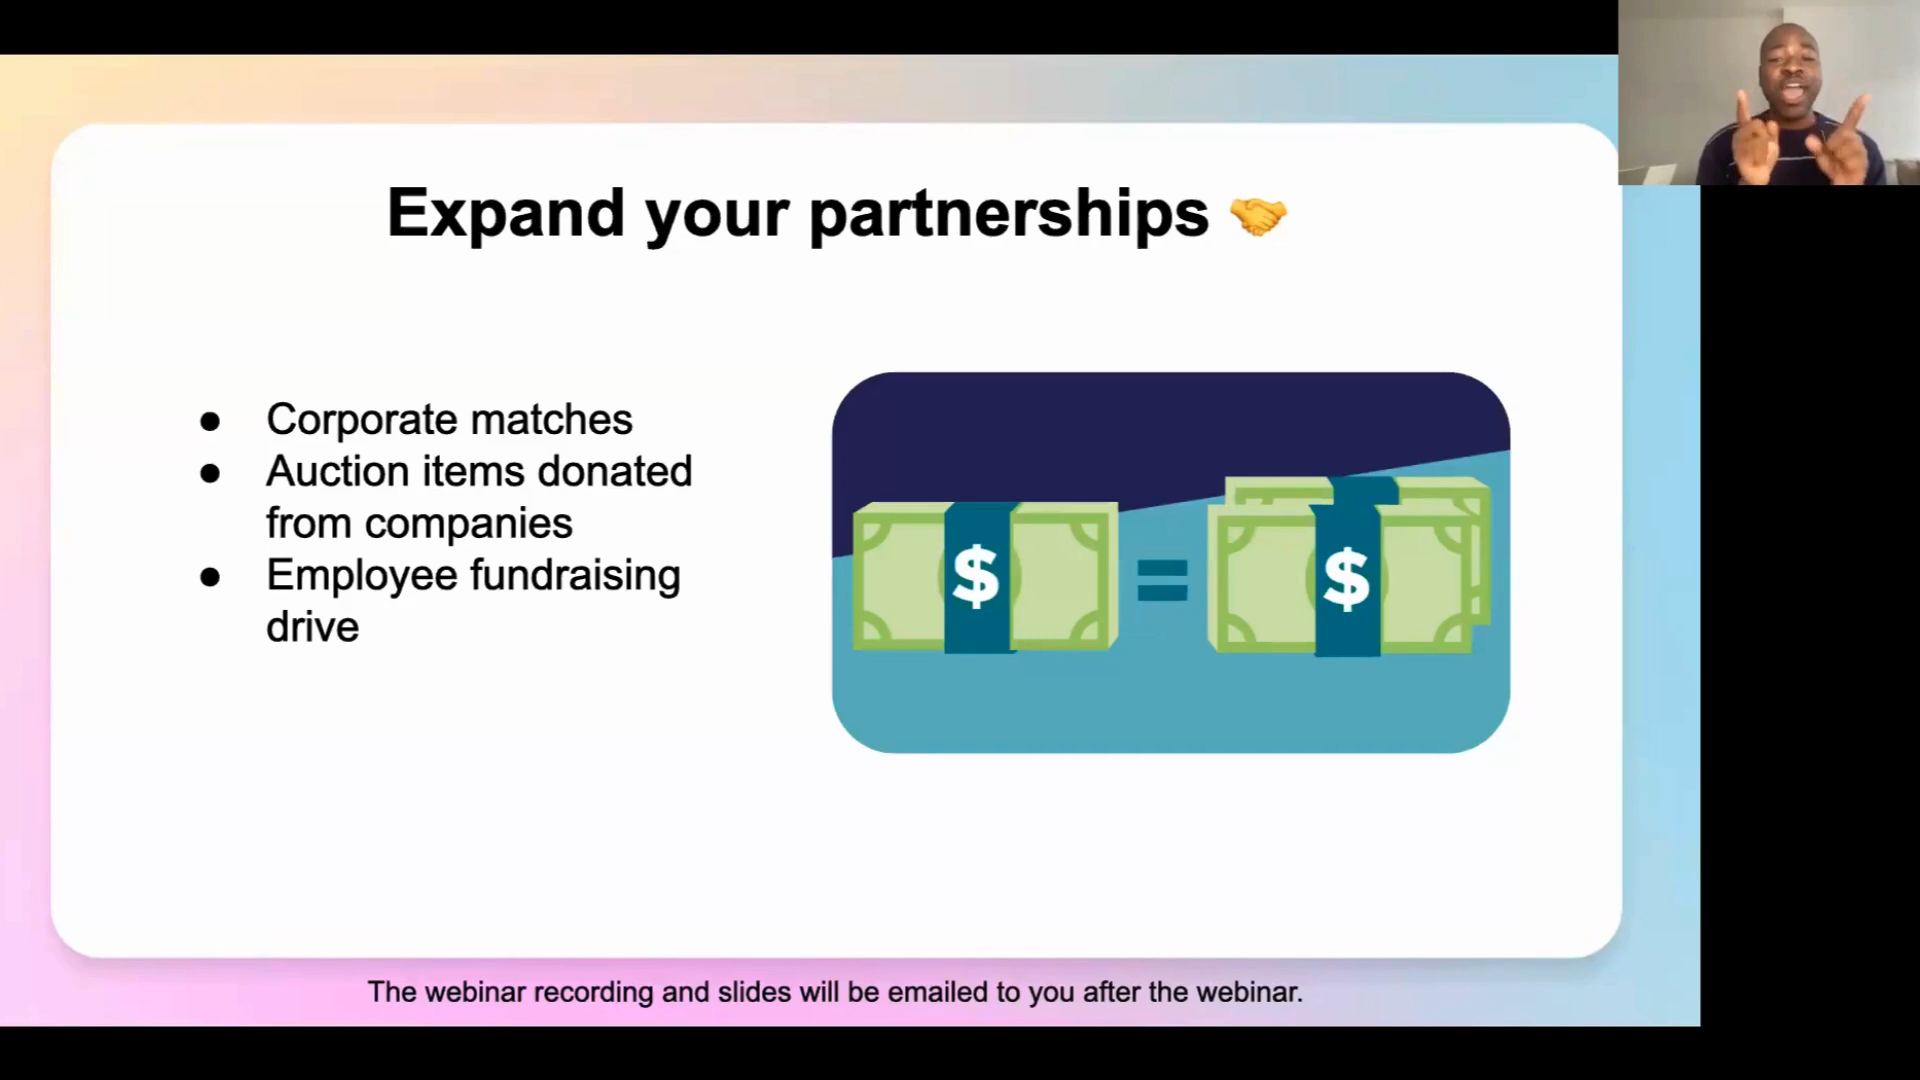 Expand your partnerships 🤝
● Corporate matches
● Auction items donated
from companies
● Employee fundraising
drive
$ = $
The webinar recording and slides will be emailed to you after the webinar.